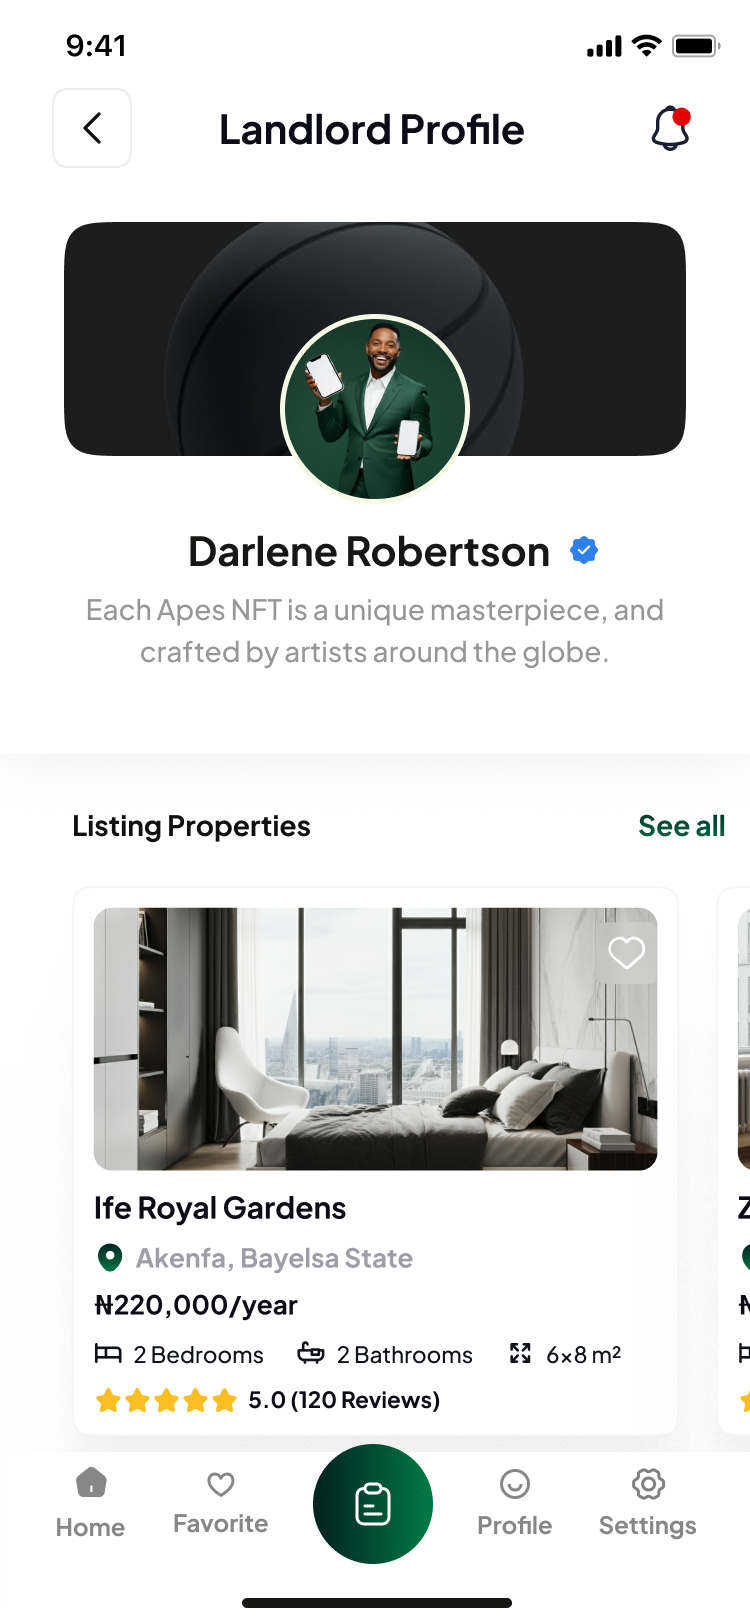 9:41
Landlord Profile
Darlene Robertson
Each Apes NFT is a unique masterpiece, and
crafted by artists around the globe.
Listing Properties
See all
Ife Royal Gardens
Akenfa, Bayelsa State
₦220,000/year
2 Bedrooms
2 Bathrooms
6×8 m²
5.0 (120 Reviews)
Home
Favorite
Profile
Settings